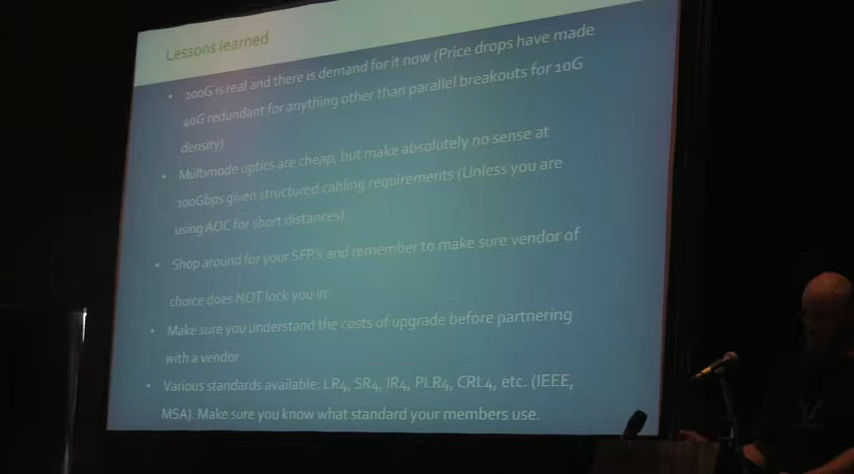 Lessons learned
• 100G is real and there is demand for it now (Price drops have made
40G redundant for anything other than parallel breakouts for 10G
density)
• Multimode optics are cheap, but make absolutely no sense at
100Gbps given structured cabling requirements (Unless you are
using AOC for short distances)
• Shop around for your SFP's and remember to make sure vendor of
choice does NOT lock you in
• Make sure you understand the costs of upgrade before partnering
with a vendor
• Various standards available: LR4, SR4, IR4, PLR4, CRL4, etc. (IEEE,
MSA). Make sure you know what standard your members use.